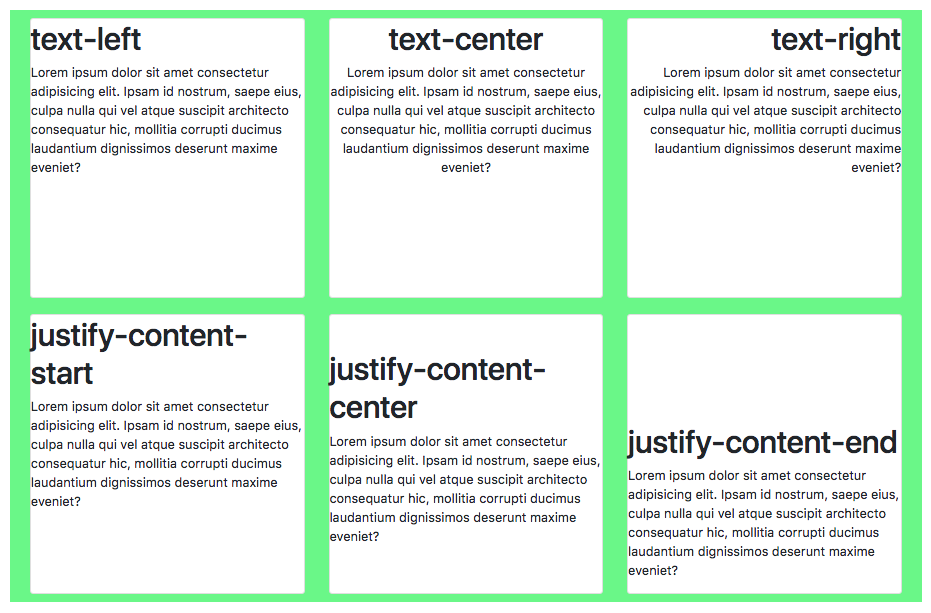 text-left
Lorem ipsum dolor sit amet consectetur
adipisicing elit. Ipsam id nostrum, saepe eius,
culpa nulla qui vel atque suscipit architecto
consequatur hic, mollitia corrupti ducimus
laudantium dignissimos deserunt maxime
eveniet?
text-center
Lorem ipsum dolor sit amet consectetur
adipisicing elit. Ipsam id nostrum, saepe eius,
culpa nulla qui vel atque suscipit architecto
consequatur hic, mollitia corrupti ducimus
laudantium dignissimos deserunt maxime
eveniet?
text-right
Lorem ipsum dolor sit amet consectetur
adipisicing elit. Ipsam id nostrum, saepe eius,
culpa nulla qui vel atque suscipit architecto
consequatur hic, mollitia corrupti ducimus
laudantium dignissimos deserunt maxime
eveniet?
justify-content-
start
Lorem ipsum dolor sit amet consectetur
adipisicing elit. Ipsam id nostrum, saepe eius,
culpa nulla qui vel atque suscipit architecto
consequatur hic, mollitia corrupti ducimus
laudantium dignissimos deserunt maxime
eveniet?
justify-content-
center
Lorem ipsum dolor sit amet consectetur
adipisicing elit. Ipsam id nostrum, saepe eius,
culpa nulla qui vel atque suscipit architecto
consequatur hic, mollitia corrupti ducimus
laudantium dignissimos deserunt maxime
eveniet?
justify-content-end
Lorem ipsum dolor sit amet consectetur
adipisicing elit. Ipsam id nostrum, saepe eius,
culpa nulla qui vel atque suscipit architecto
consequatur hic, mollitia corrupti ducimus
laudantium dignissimos deserunt maxime
eveniet?